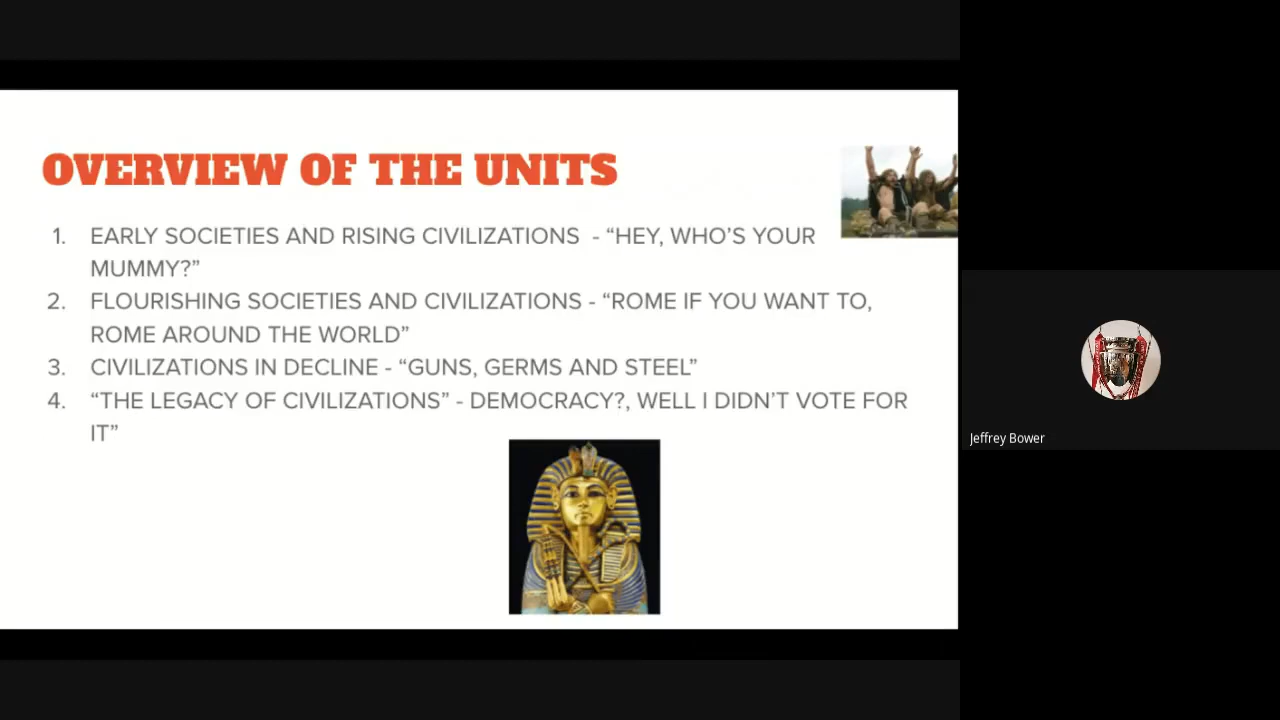 OVERVIEW OF THE UNITS
1. EARLY SOCIETIES AND RISING CIVILIZATIONS - “HEY, WHO’S YOUR
MUMMY?”
2. FLOURISHING SOCIETIES AND CIVILIZATIONS - “ROME IF YOU WANT TO,
ROME AROUND THE WORLD”
3. CIVILIZATIONS IN DECLINE - “GUNS, GERMS AND STEEL”
4. “THE LEGACY OF CIVILIZATIONS” - DEMOCRACY?, WELL I DIDN’T VOTE FOR
IT”
Jeffrey Bower